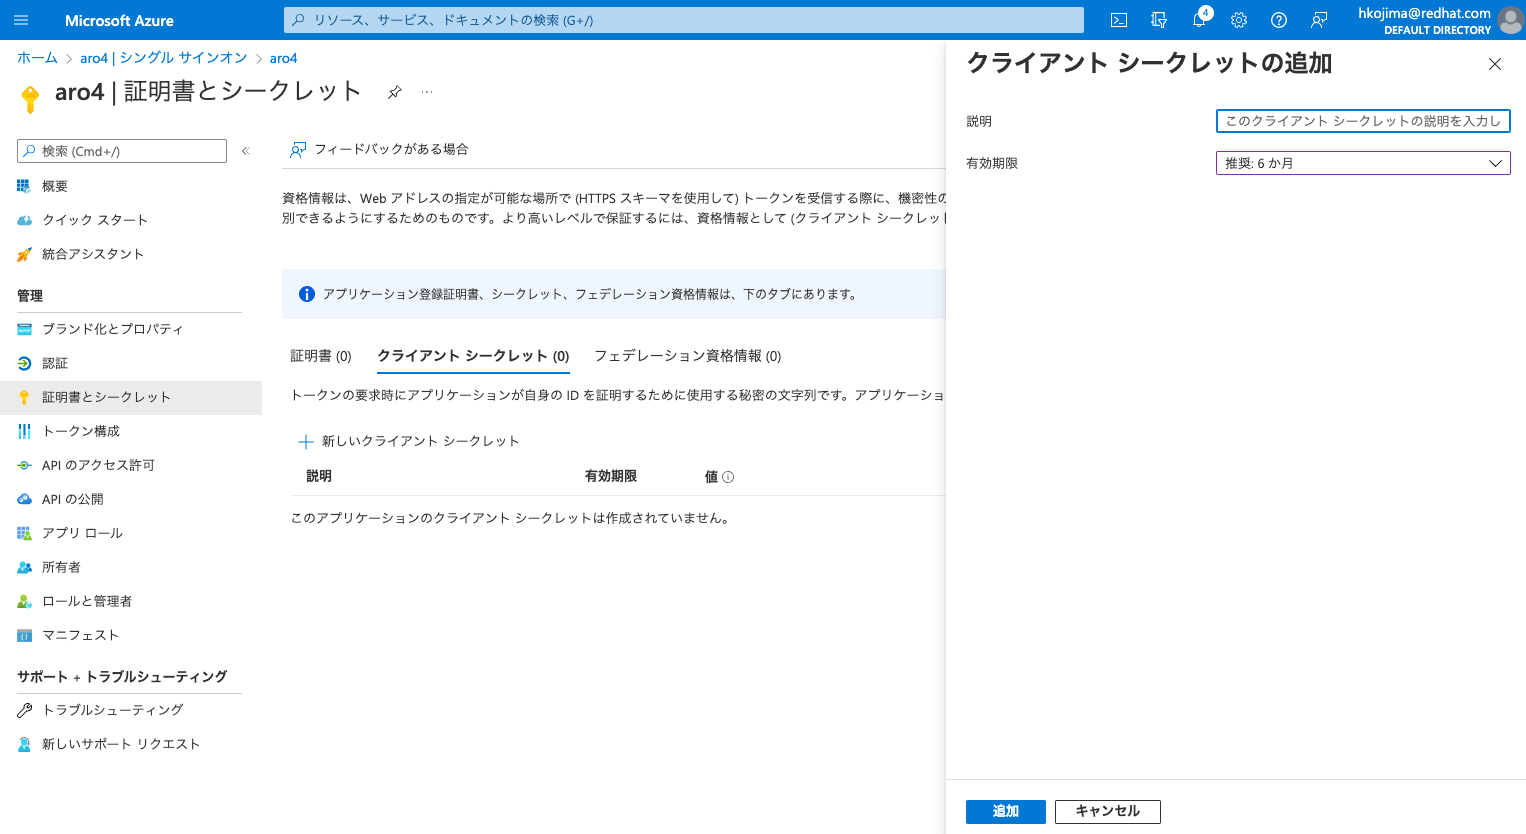 Microsoft Azure
リソース、サービス、ドキュメントの検索 (G+/)
4
hkojima@redhat.com
DEFAULT DIRECTORY
ホーム > aro4 | シングル サインオン > aro4
aro4 | 証明書とシークレット
検索 (Cmd+/)
概要
クイック スタート
統合アシスタント
管理
ブランド化とプロパティ
認証
証明書とシークレット
トークン構成
API のアクセス許可
API の公開
アプリ ロール
所有者
ロールと管理者
マニフェスト
サポート + トラブルシューティング
トラブルシューティング
新しいサポート リクエスト
フィードバックがある場合
資格情報は、Web アドレスの指定が可能な場所で (HTTPS スキーマを使用して) トークンを受信する際に、機密性の
別できるようにするためのものです。より高いレベルで保証するには、資格情報として (クライアント シークレット
アプリケーション登録証明書、シークレット、フェデレーション資格情報は、下のタブにあります。
証明書 (0) クライアント シークレット (0) フェデレーション資格情報 (0)
トークンの要求時にアプリケーションが自身の ID を証明するために使用する秘密の文字列です。アプリケーショ
新しいクライアント シークレット
説明 有効期限 値
このアプリケーションのクライアント シークレットは作成されていません。
クライアント シークレットの追加
説明 このクライアント シークレットの説明を入力し
有効期限 推奨: 6 か月
追加 キャンセル